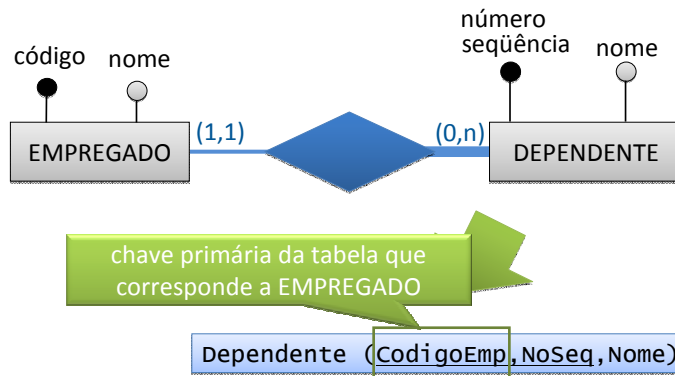 número
seqüência
código
nome
nome
(1,1)
(0,n)
EMPREGADO
DEPENDENTE
chave primária da tabela que
corresponde a EMPREGADO
Dependente (CodigoEmp,NoSeq,Nome)